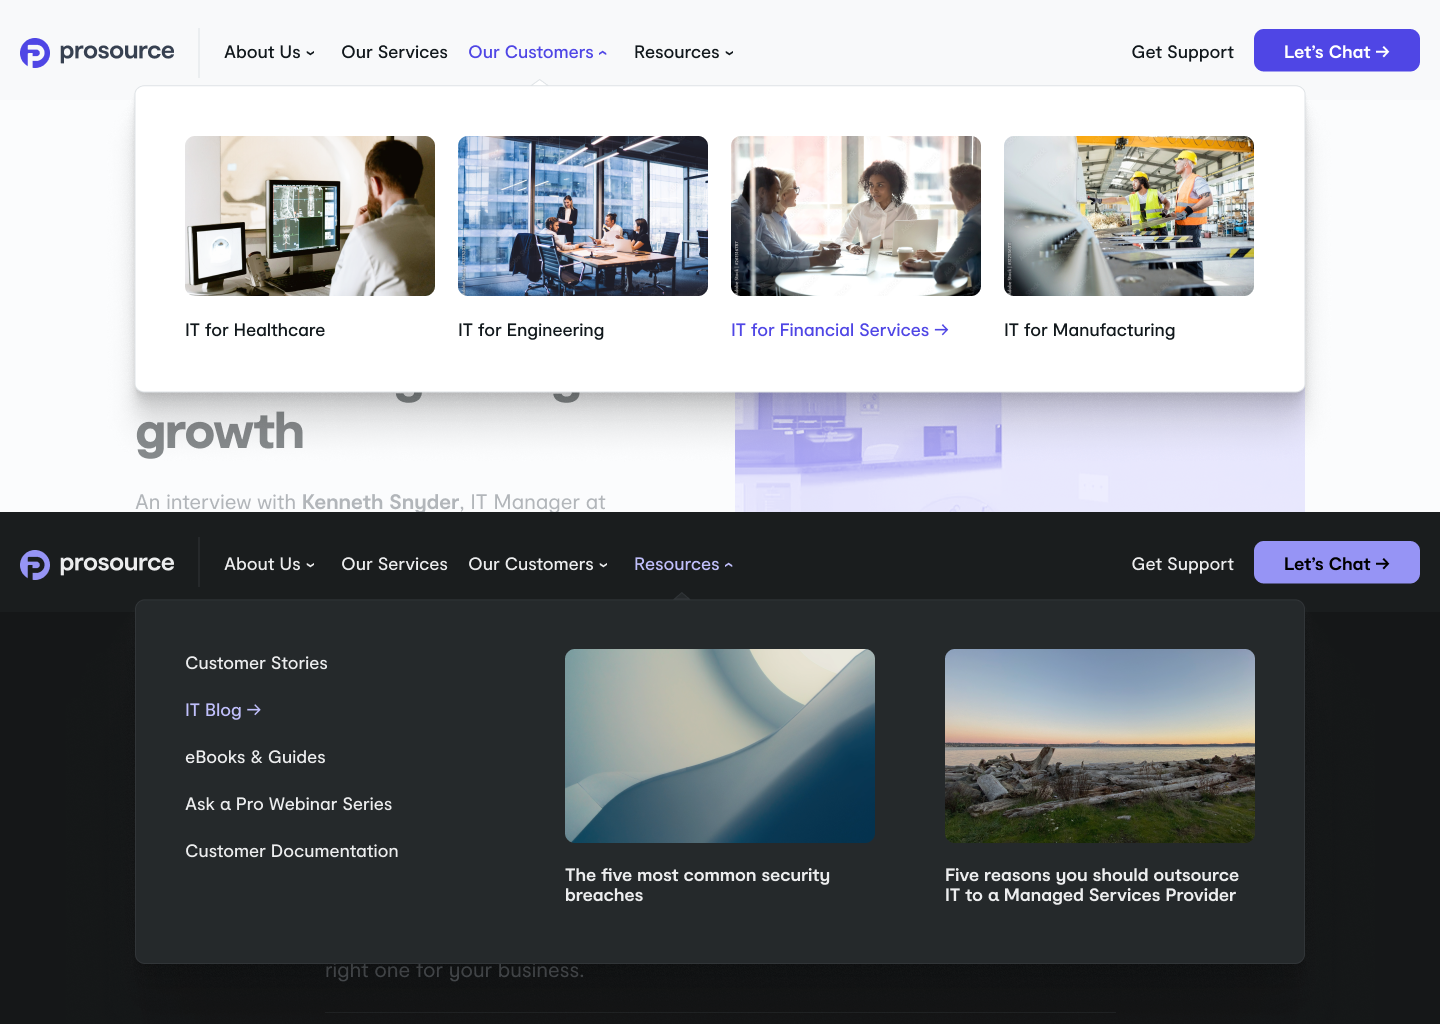 prosource
About Us
Our Services
Our Customers
Resources
Get Support
Let's Chat →
IT for Healthcare
IT for Engineering
IT for Financial Services →
IT for Manufacturing
growth
An interview with Kenneth Snyder, IT Manager at
prosource
About Us
Our Services
Our Customers
Resources
Get Support
Let's Chat →
Customer Stories
IT Blog →
eBooks & Guides
Ask a Pro Webinar Series
Customer Documentation
The five most common security
breaches
Five reasons you should outsource
IT to a Managed Services Provider
right one for your business.